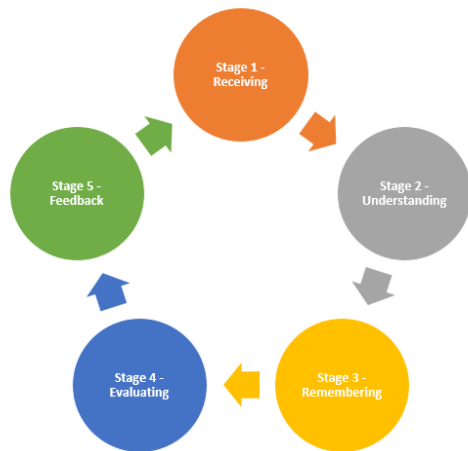 Stage 1 -
Receiving
Stage 2 -
Understanding
Stage 3 -
Remembering
Stage 4 -
Evaluating
Stage 5 -
Feedback